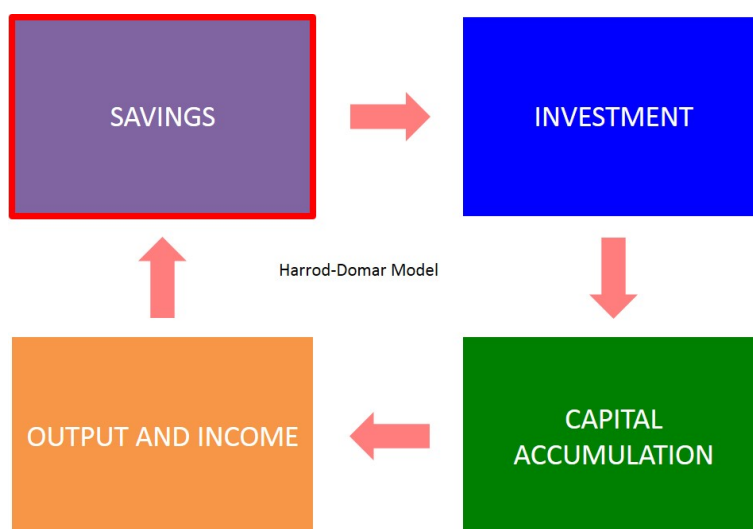 SAVINGS
INVESTMENT
Harrod-Domar Model
OUTPUT AND INCOME
CAPITAL
ACCUMULATION